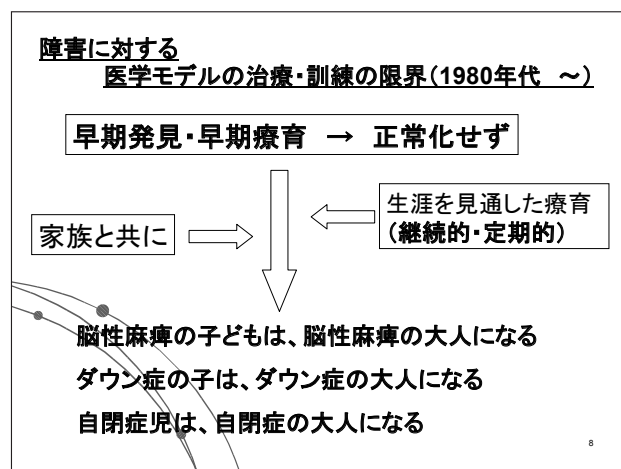 障害に対する
医学モデルの治療・訓練の限界(1980年代　～)
早期発見・早期療育　→　正常化せず
家族と共に
生涯を見通した療育
(継続的・定期的)
脳性麻痺の子どもは、脳性麻痺の大人になる
ダウン症の子は、ダウン症の大人になる
自閉症児は、自閉症の大人になる
8